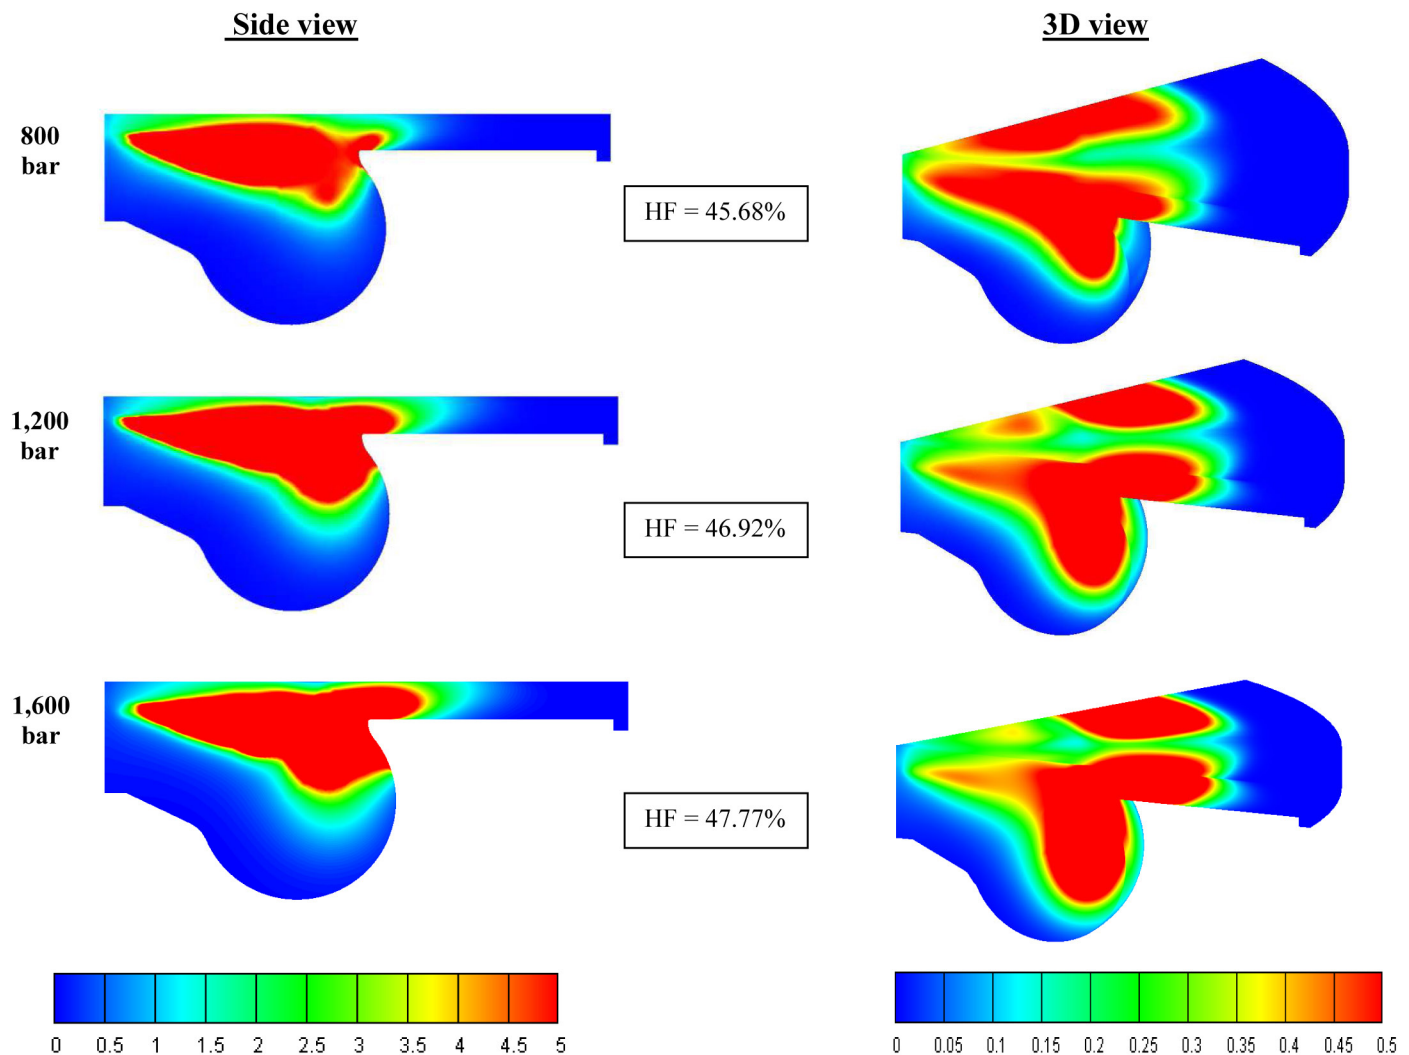 Side view
3D view
800
bar
HF = 45.68%
1,200
bar
HF = 46.92%
1,600
bar
HF = 47.77%
0 0.5 1 1.5 2 2.5 3 3.5 4 4.5 5
0 0.05 0.1 0.15 0.2 0.25 0.3 0.35 0.4 0.45 0.5